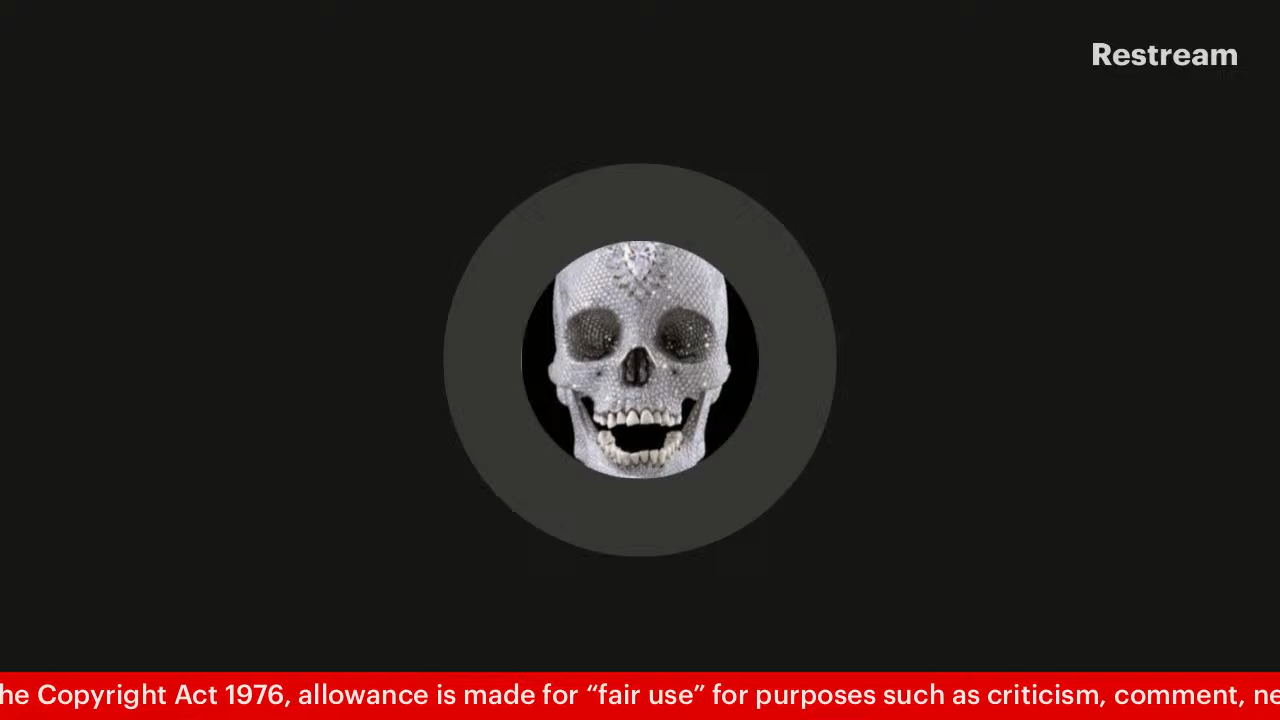 Restream
he Copyright Act 1976, allowance is made for “fair use” for purposes such as criticism, comment, ne